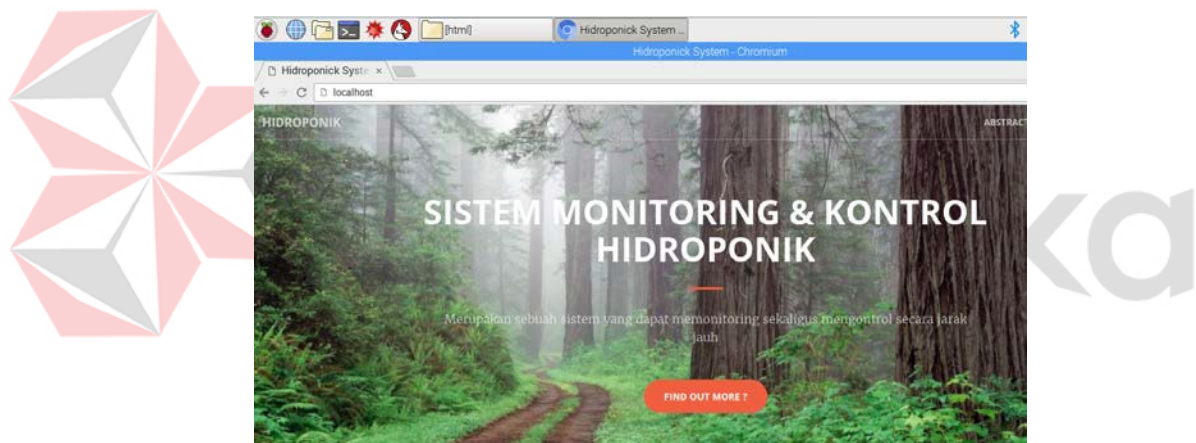 [html]
Hidroponick System ..
Hidroponick System - Chromium
Hidroponick Syste ×
localhost
HIDROPONIK
ABSTRACT
SISTEM MONITORING & KONTROL
HIDROPONIK
Merupakan sebuah sistem yang dapat memonitoring sekaligus mengontrol secara jarak
jauh
FIND OUT MORE ?
ka